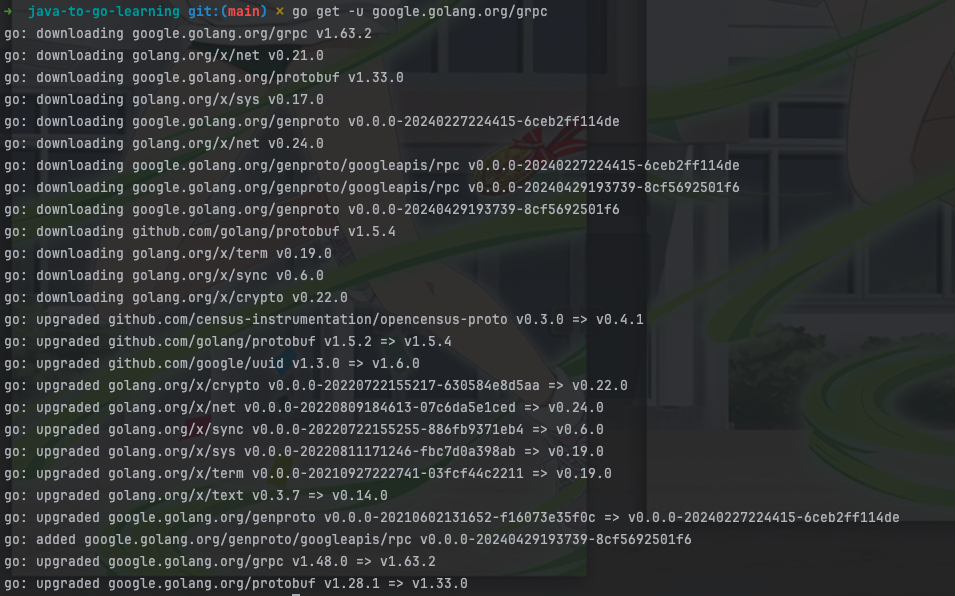 → java-to-go-learning git:(main) × go get -u google.golang.org/grpc
go: downloading google.golang.org/grpc v1.63.2
go: downloading golang.org/x/net v0.21.0
go: downloading google.golang.org/protobuf v1.33.0
go: downloading golang.org/x/sys v0.17.0
go: downloading google.golang.org/genproto v0.0.0-20240227224415-6ceb2ff114de
go: downloading golang.org/x/net v0.24.0
go: downloading google.golang.org/genproto/googleapis/rpc v0.0.0-20240227224415-6ceb2ff114de
go: downloading google.golang.org/genproto/googleapis/rpc v0.0.0-20240429193739-8cf5692501f6
go: downloading google.golang.org/genproto v0.0.0-20240429193739-8cf5692501f6
go: downloading github.com/golang/protobuf v1.5.4
go: downloading golang.org/x/term v0.19.0
go: downloading golang.org/x/sync v0.6.0
go: downloading golang.org/x/crypto v0.22.0
go: upgraded github.com/census-instrumentation/opencensus-proto v0.3.0 => v0.4.1
go: upgraded github.com/golang/protobuf v1.5.2 => v1.5.4
go: upgraded github.com/google/uuid v1.3.0 => v1.6.0
go: upgraded golang.org/x/crypto v0.0.0-20220722155217-630584e8d5aa => v0.22.0
go: upgraded golang.org/x/net v0.0.0-20220809184613-07c6da5e1ced => v0.24.0
go: upgraded golang.org/x/sync v0.0.0-20220722155255-886fb9371eb4 => v0.6.0
go: upgraded golang.org/x/sys v0.0.0-20220811171246-fbc7d0a398ab => v0.19.0
go: upgraded golang.org/x/term v0.0.0-20210927222741-03fcf44c2211 => v0.19.0
go: upgraded golang.org/x/text v0.3.7 => v0.14.0
go: upgraded google.golang.org/genproto v0.0.0-20210602131652-f16073e35f0c => v0.0.0-20240227224415-6ceb2ff114de
go: added google.golang.org/genproto/googleapis/rpc v0.0.0-20240429193739-8cf5692501f6
go: upgraded google.golang.org/grpc v1.48.0 => v1.63.2
go: upgraded google.golang.org/protobuf v1.28.1 => v1.33.0